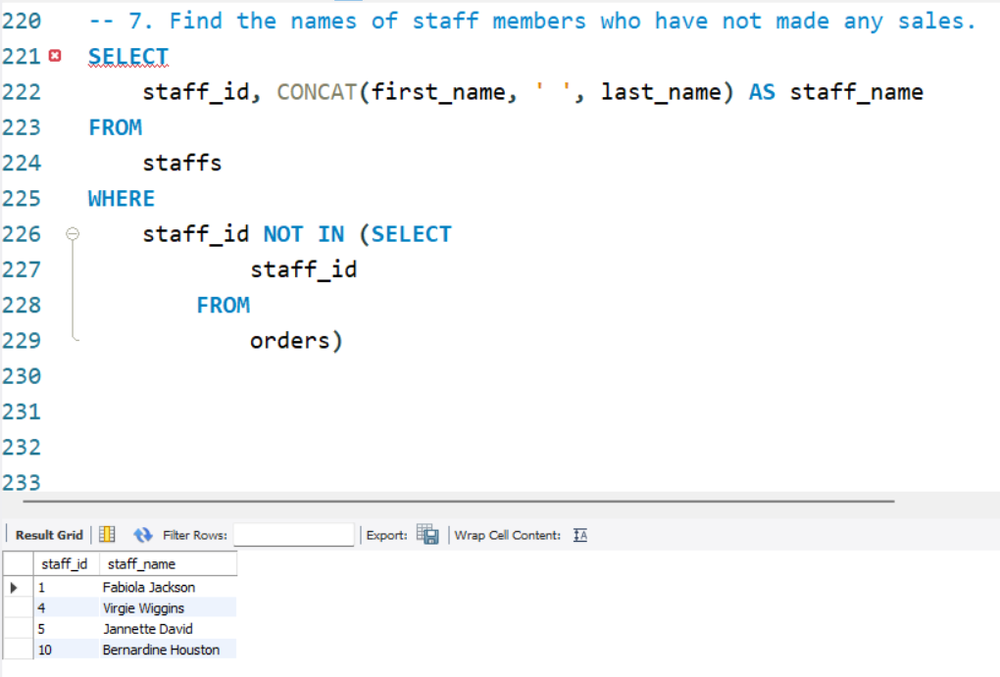 220 -- 7. Find the names of staff members who have not made any sales.
221 SELECT
222 staff_id, CONCAT(first_name, ' ', last_name) AS staff_name
223 FROM
224 staffs
225 WHERE
226 staff_id NOT IN (SELECT
227 staff_id
228 FROM
229 orders)
230
231
232
233
Result Grid Filter Rows: Export: Wrap Cell Content: IA
staff_id staff_name
1 Fabiola Jackson
4 Virgie Wiggins
5 Jannette David
10 Bernardine Houston